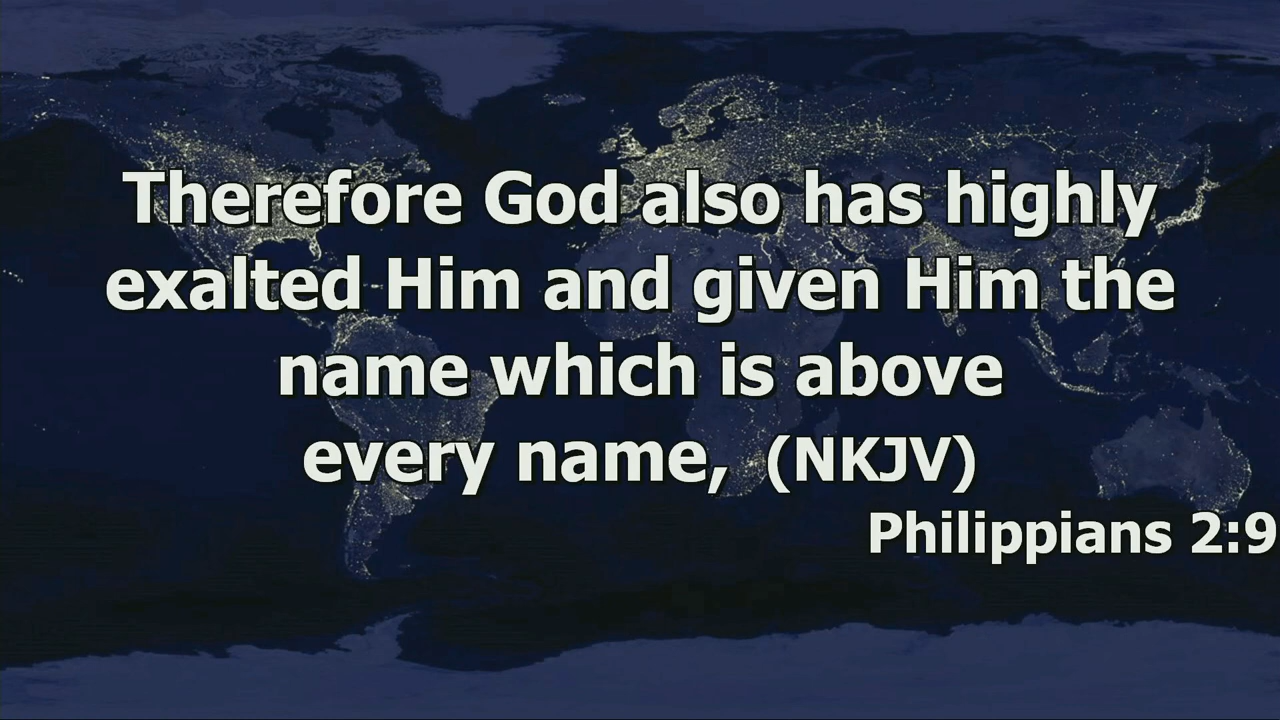 Therefore God also has highly
exalted Him and given Him the
name which is above
every name, (NKJV)
Philippians 2:9